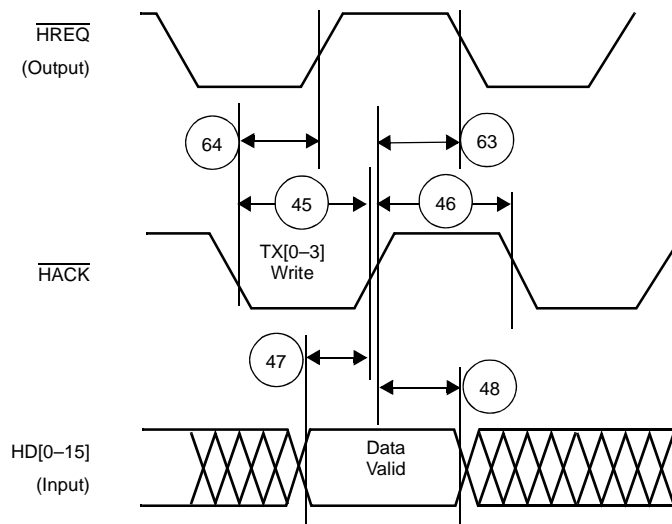 HREQ
(Output)
64
63
45
46
TX[0–3]
Write
HACK
47
48
HD[0–15]
(Input)
Data
Valid